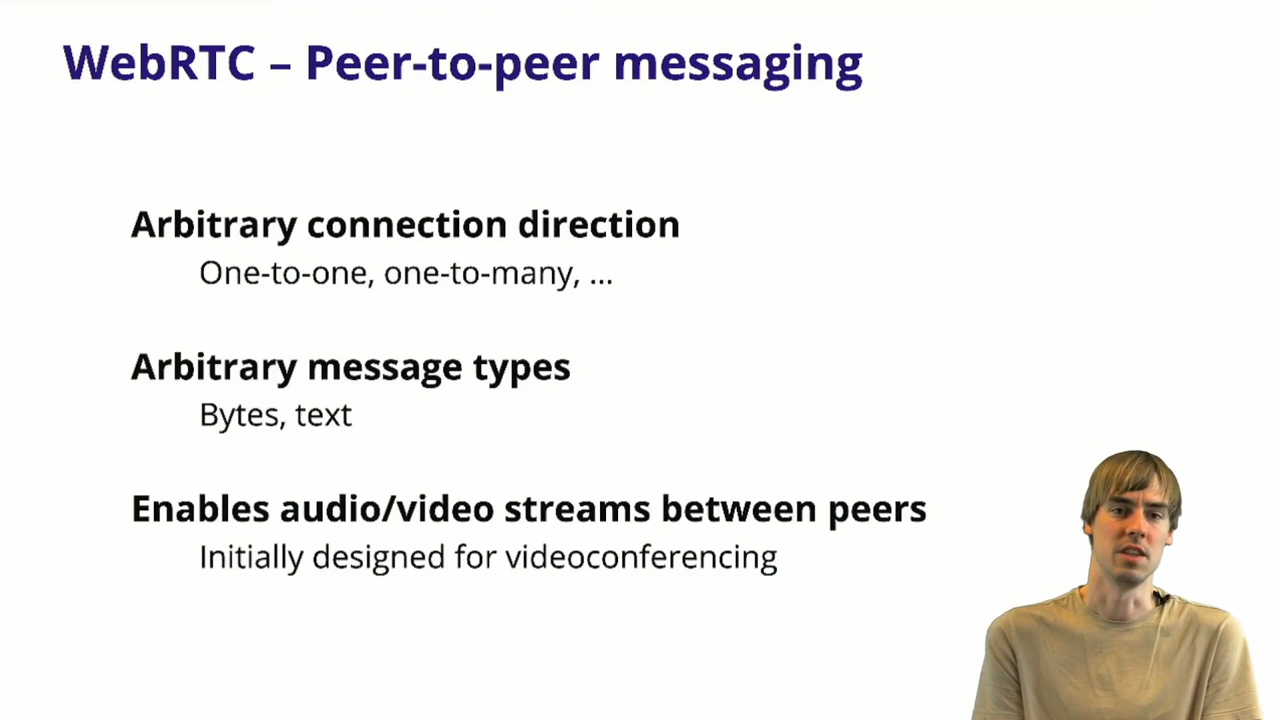 WebRTC – Peer-to-peer messaging
Arbitrary connection direction
One-to-one, one-to-many, ...
Arbitrary message types
Bytes, text
Enables audio/video streams between peers
Initially designed for videoconferencing